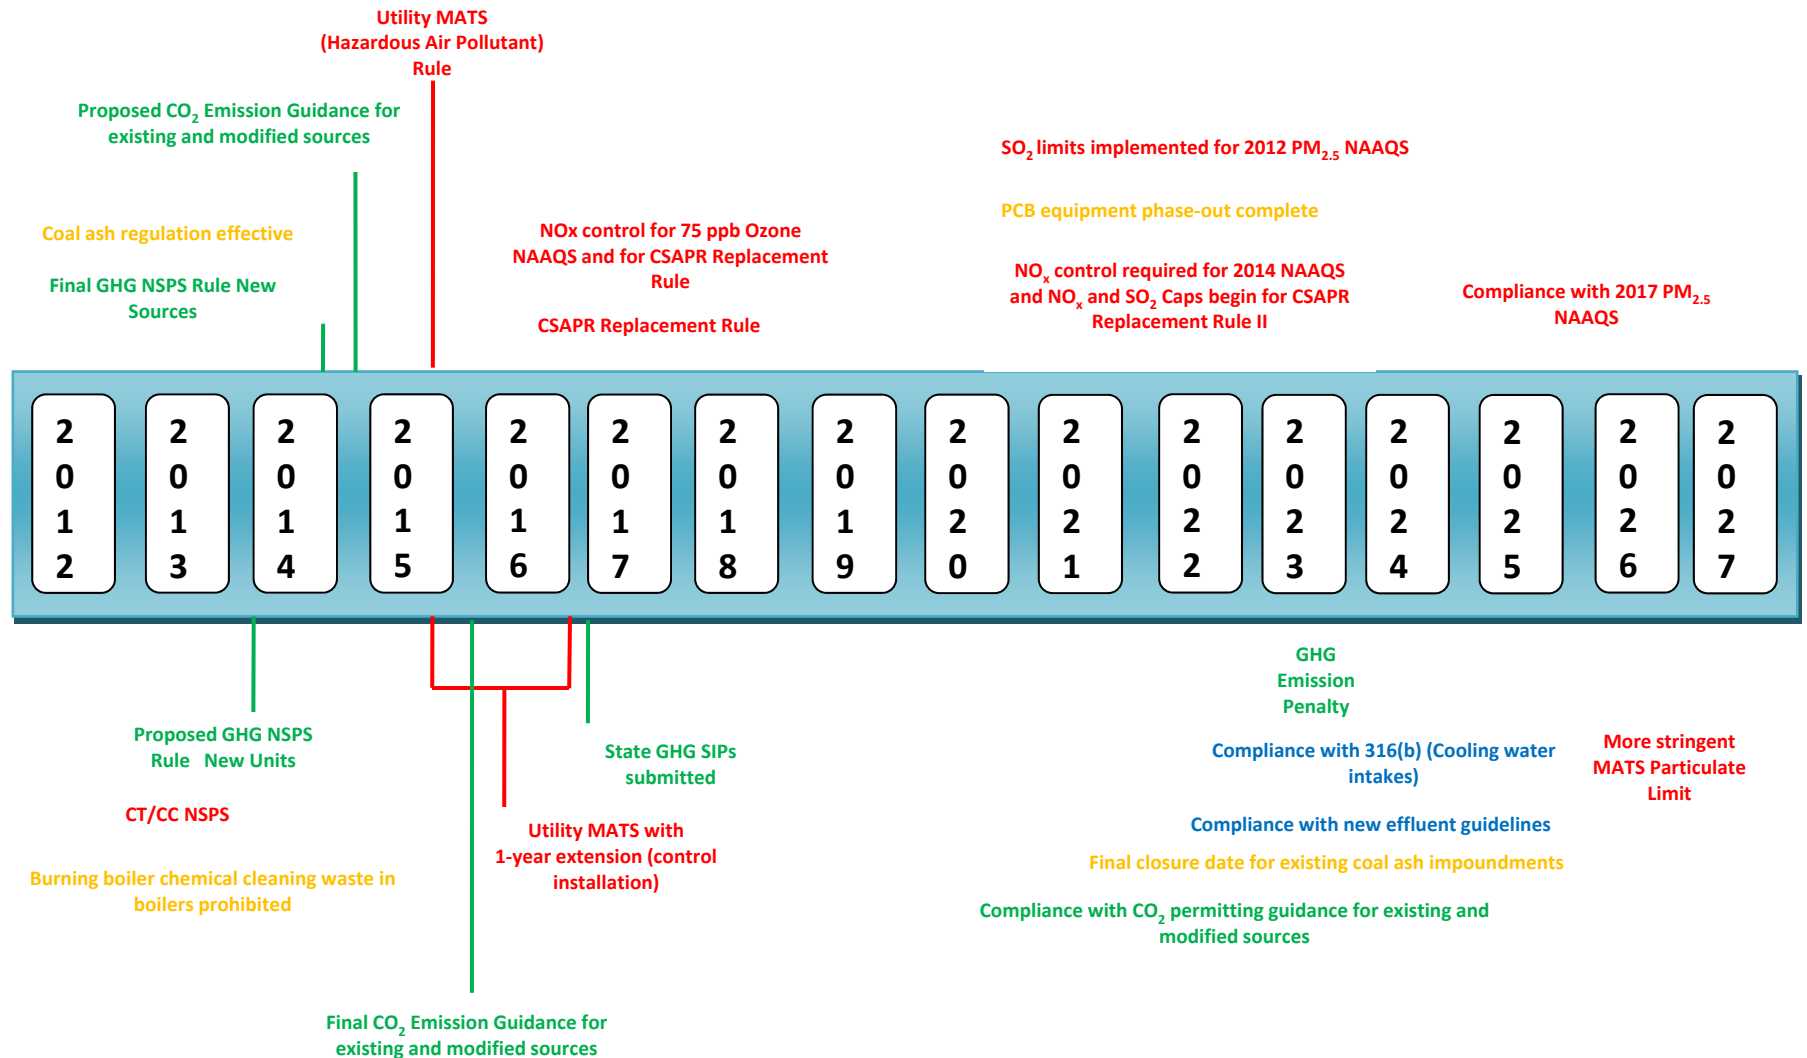 Utility MATS
(Hazardous Air Pollutant)
Rule
Proposed CO₂ Emission Guidance for
existing and modified sources
SO₂ limits implemented for 2012 PM₂.₅ NAAQS
PCB equipment phase-out complete
Coal ash regulation effective
NOx control for 75 ppb Ozone
NAAQS and for CSAPR Replacement
Rule
Final GHG NSPS Rule New
Sources
NOₓ control required for 2014 NAAQS
and NOₓ and SO₂ Caps begin for CSAPR
Replacement Rule II
Compliance with 2017 PM₂.₅
NAAQS
CSAPR Replacement Rule
2012
2013
2014
2015
2016
2017
2018
2019
2020
2021
2022
2023
2024
2025
2026
2027
Proposed GHG NSPS
Rule New Units
CT/CC NSPS
Burning boiler chemical cleaning waste in
boilers prohibited
State GHG SIPs
submitted
Utility MATS with
1-year extension (control
installation)
Final CO₂ Emission Guidance for
existing and modified sources
GHG
Emission
Penalty
Compliance with 316(b) (Cooling water
intakes)
More stringent
MATS Particulate
Limit
Compliance with new effluent guidelines
Final closure date for existing coal ash impoundments
Compliance with CO₂ permitting guidance for existing and
modified sources